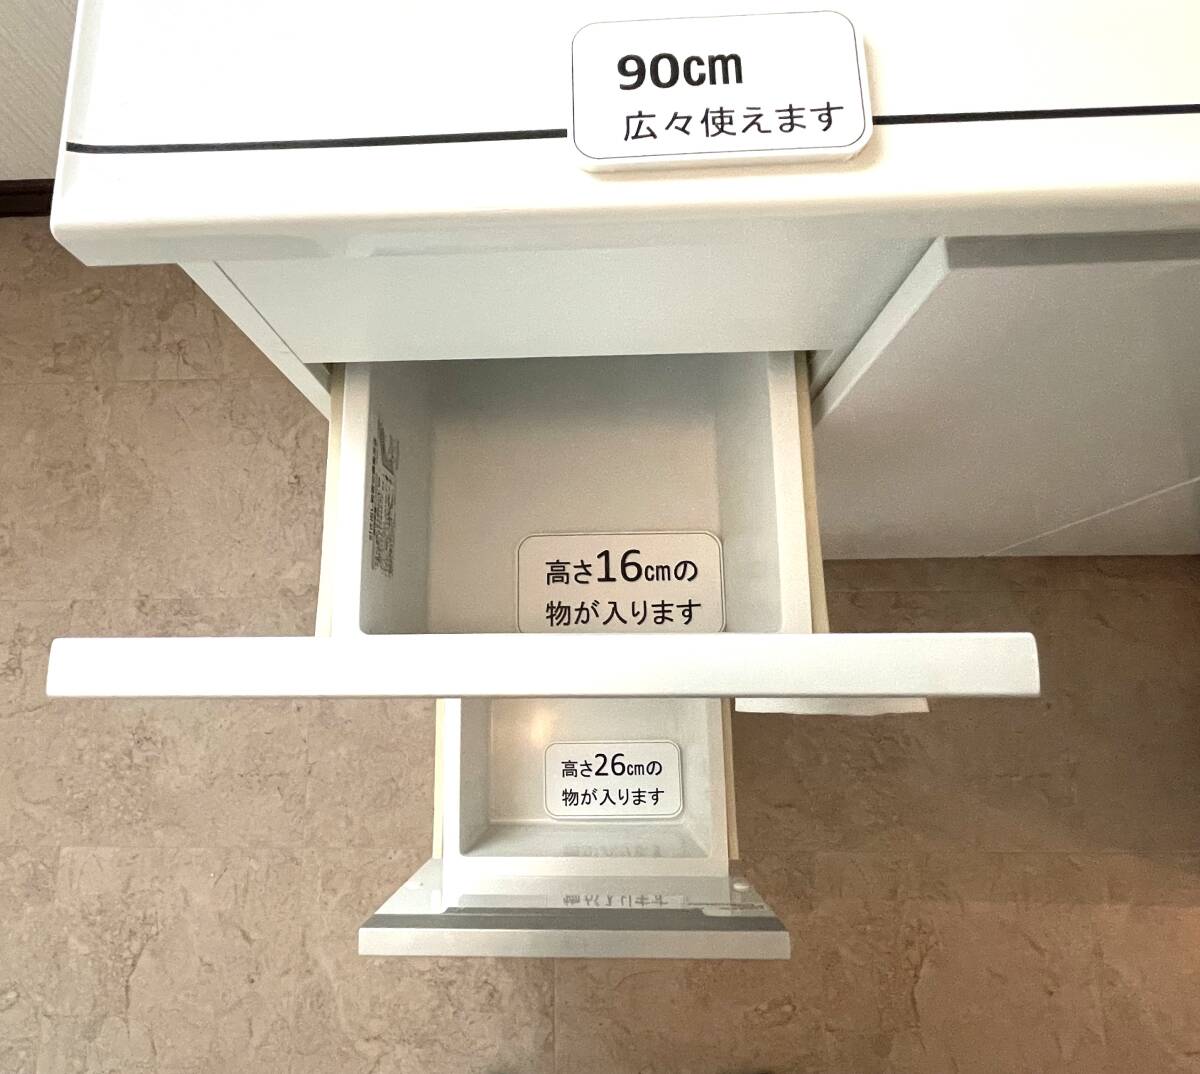 90㎝
広々使えます
高さ16㎝の
物が入ります
高さ26㎝の
物が入ります